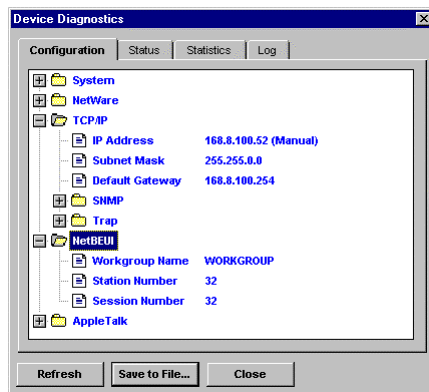 Device Diagnostics
Configuration Status Statistics Log
System
NetWare
TCP/IP
IP Address 168.8.100.52 (Manual)
Subnet Mask 255.255.0.0
Default Gateway 168.8.100.254
SNMP
Trap
NetBEUI
Workgroup Name WORKGROUP
Station Number 32
Session Number 32
AppleTalk
Refresh Save to File... Close